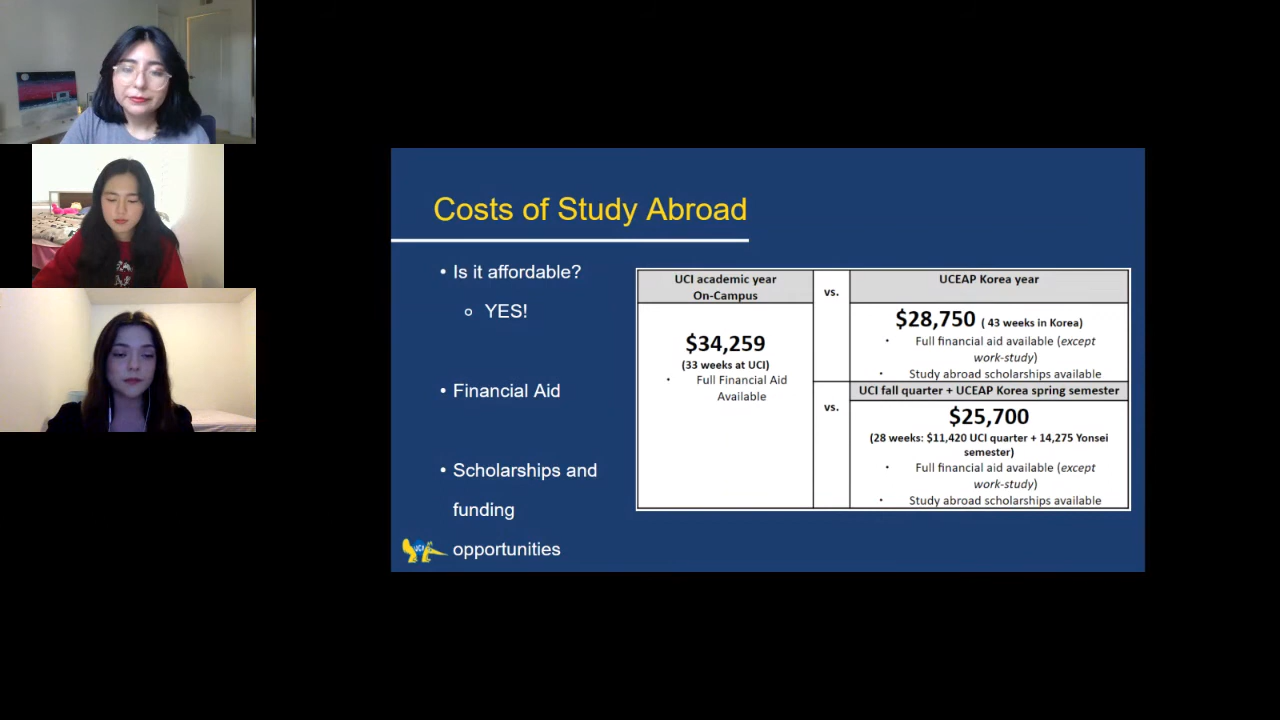 Costs of Study Abroad
• Is it affordable?
○ YES!
• Financial Aid
• Scholarships and
funding
opportunities
UCI academic year
On-Campus
$34,259
(33 weeks at UCI)
• Full Financial Aid
Available
vs.
vs.
UCEAP Korea year
$28,750 ( 43 weeks in Korea)
• Full financial aid available (except
work-study)
• Study abroad scholarships available
UCI fall quarter + UCEAP Korea spring semester
$25,700
(28 weeks: $11,420 UCI quarter + 14,275 Yonsei
semester)
• Full financial aid available (except
work-study)
• Study abroad scholarships available
UCI